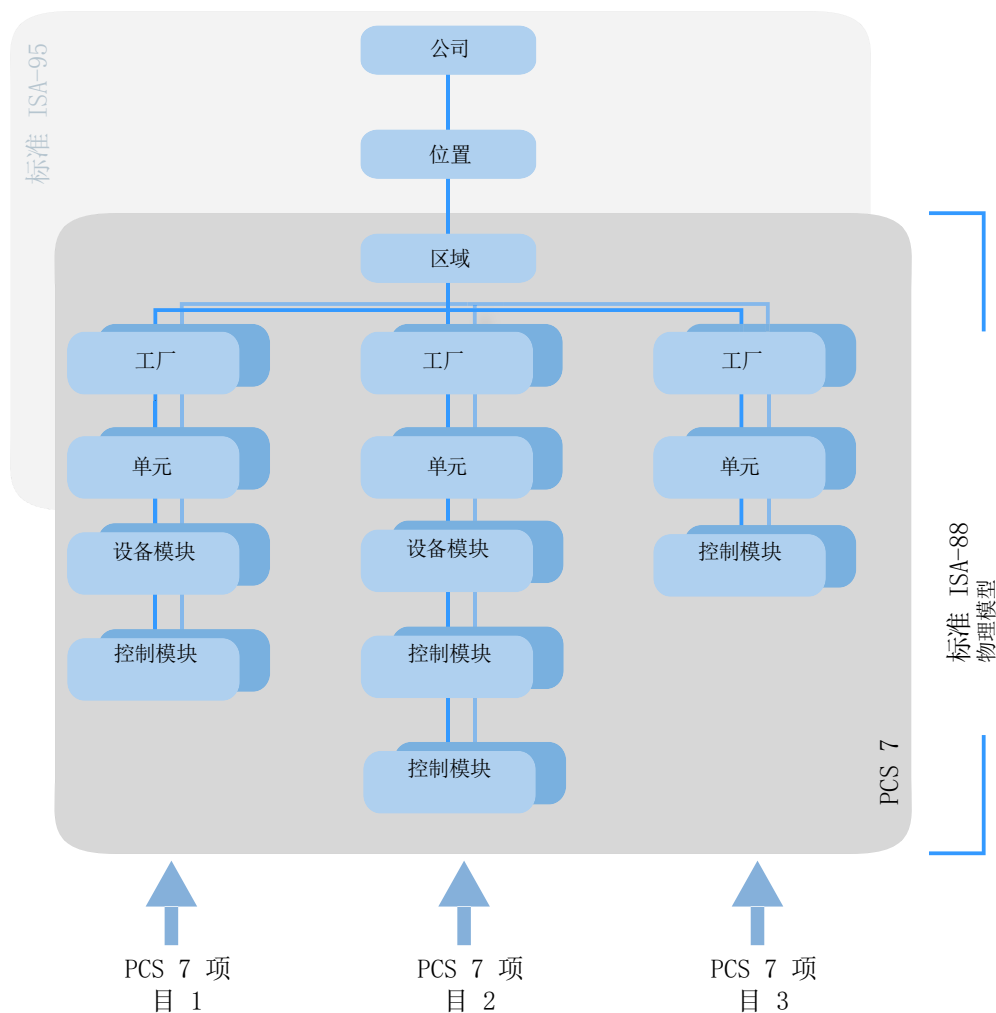 标准 ISA-95
公司
位置
区域
工厂
工厂
工厂
单元
单元
单元
设备模块
设备模块
控制模块
控制模块
控制模块
控制模块
标准 ISA-88
物理模型
PCS 7
PCS 7 项
目 1
PCS 7 项
目 2
PCS 7 项
目 3